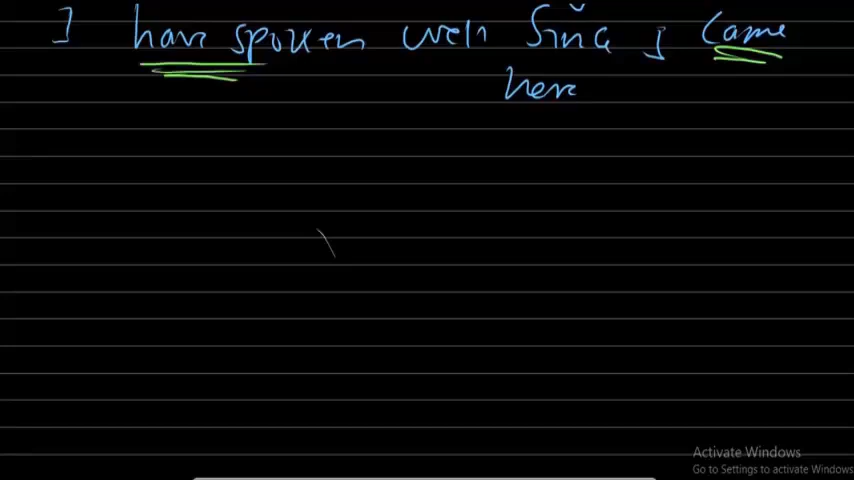 I have spoken well Since I Came
here
Activate Windows
Go to Settings to activate Windows